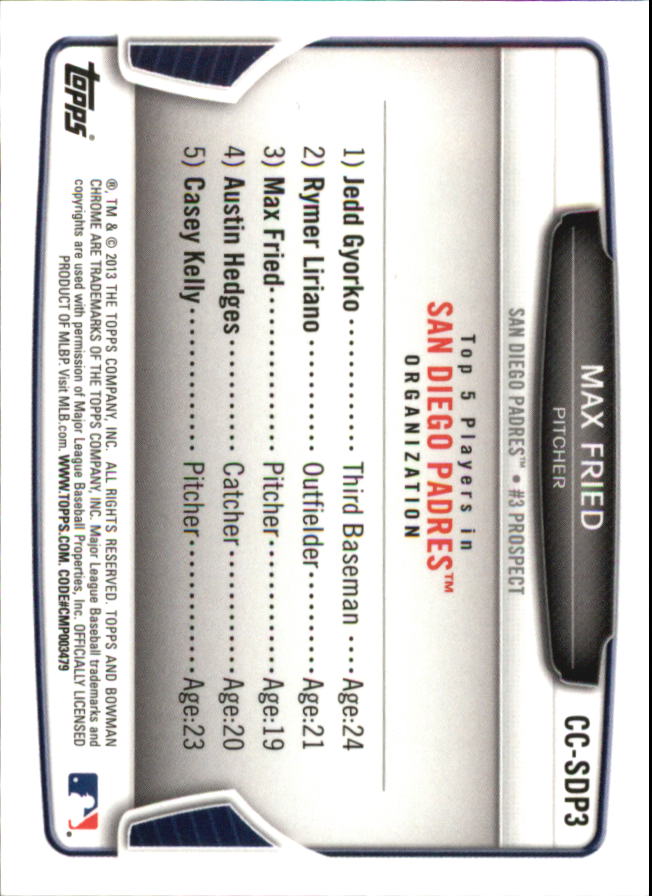 MAX FRIED
PITCHER
CC-SDP3
SAN DIEGO PADRES™ • #3 PROSPECT
Top 5 Players in
SAN DIEGO PADRES™
ORGANIZATION
1) Jedd Gyorko ............. Third Baseman .... Age:24
2) Rymer Liriano ........... Outfielder .......... Age:21
3) Max Fried ................. Pitcher .............. Age:19
4) Austin Hedges ........... Catcher ............. Age:20
5) Casey Kelly ............... Pitcher .............. Age:23
topps®
®, TM & © 2013 THE TOPPS COMPANY, INC. ALL RIGHTS RESERVED. TOPPS AND BOWMAN
CHROME ARE TRADEMARKS OF THE TOPPS COMPANY, INC. Major League Baseball trademarks and
copyrights are used with permission of Major League Baseball Properties, Inc. OFFICIALLY LICENSED
PRODUCT OF MLBP. Visit MLB.com. WWW.TOPPS.COM. CODE#CMP003479